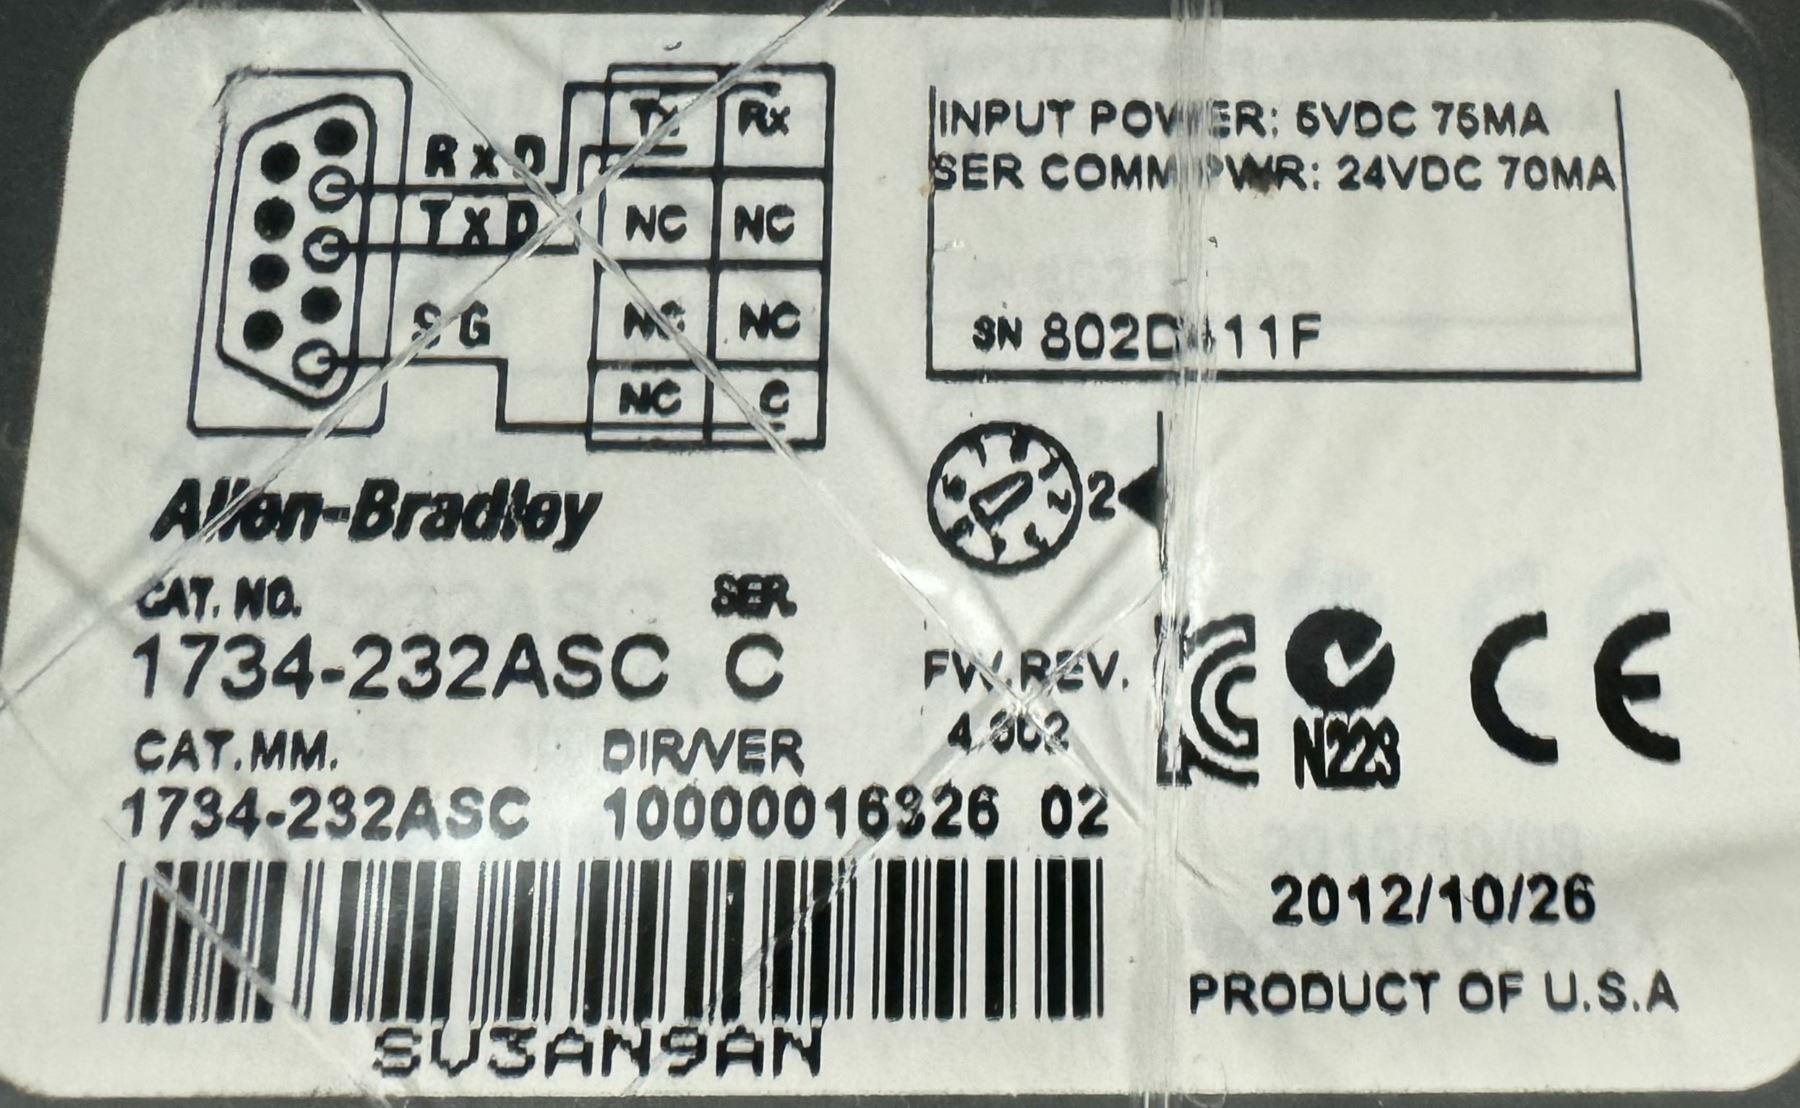 TX RX
RXD
TXD
NC NC
SG NC NC
NC C
INPUT POWER: 5VDC 75MA
SER COMM PWR: 24VDC 70MA
SN
2
Allen-Bradley
CAT. NO. SER.
1734-232ASC C
FW.REV.
CAT.MM. DIR/VER
1734-232ASC 10000016326 02
SV3AN9AN
N223
CE
2012/10/26
PRODUCT OF U.S.A